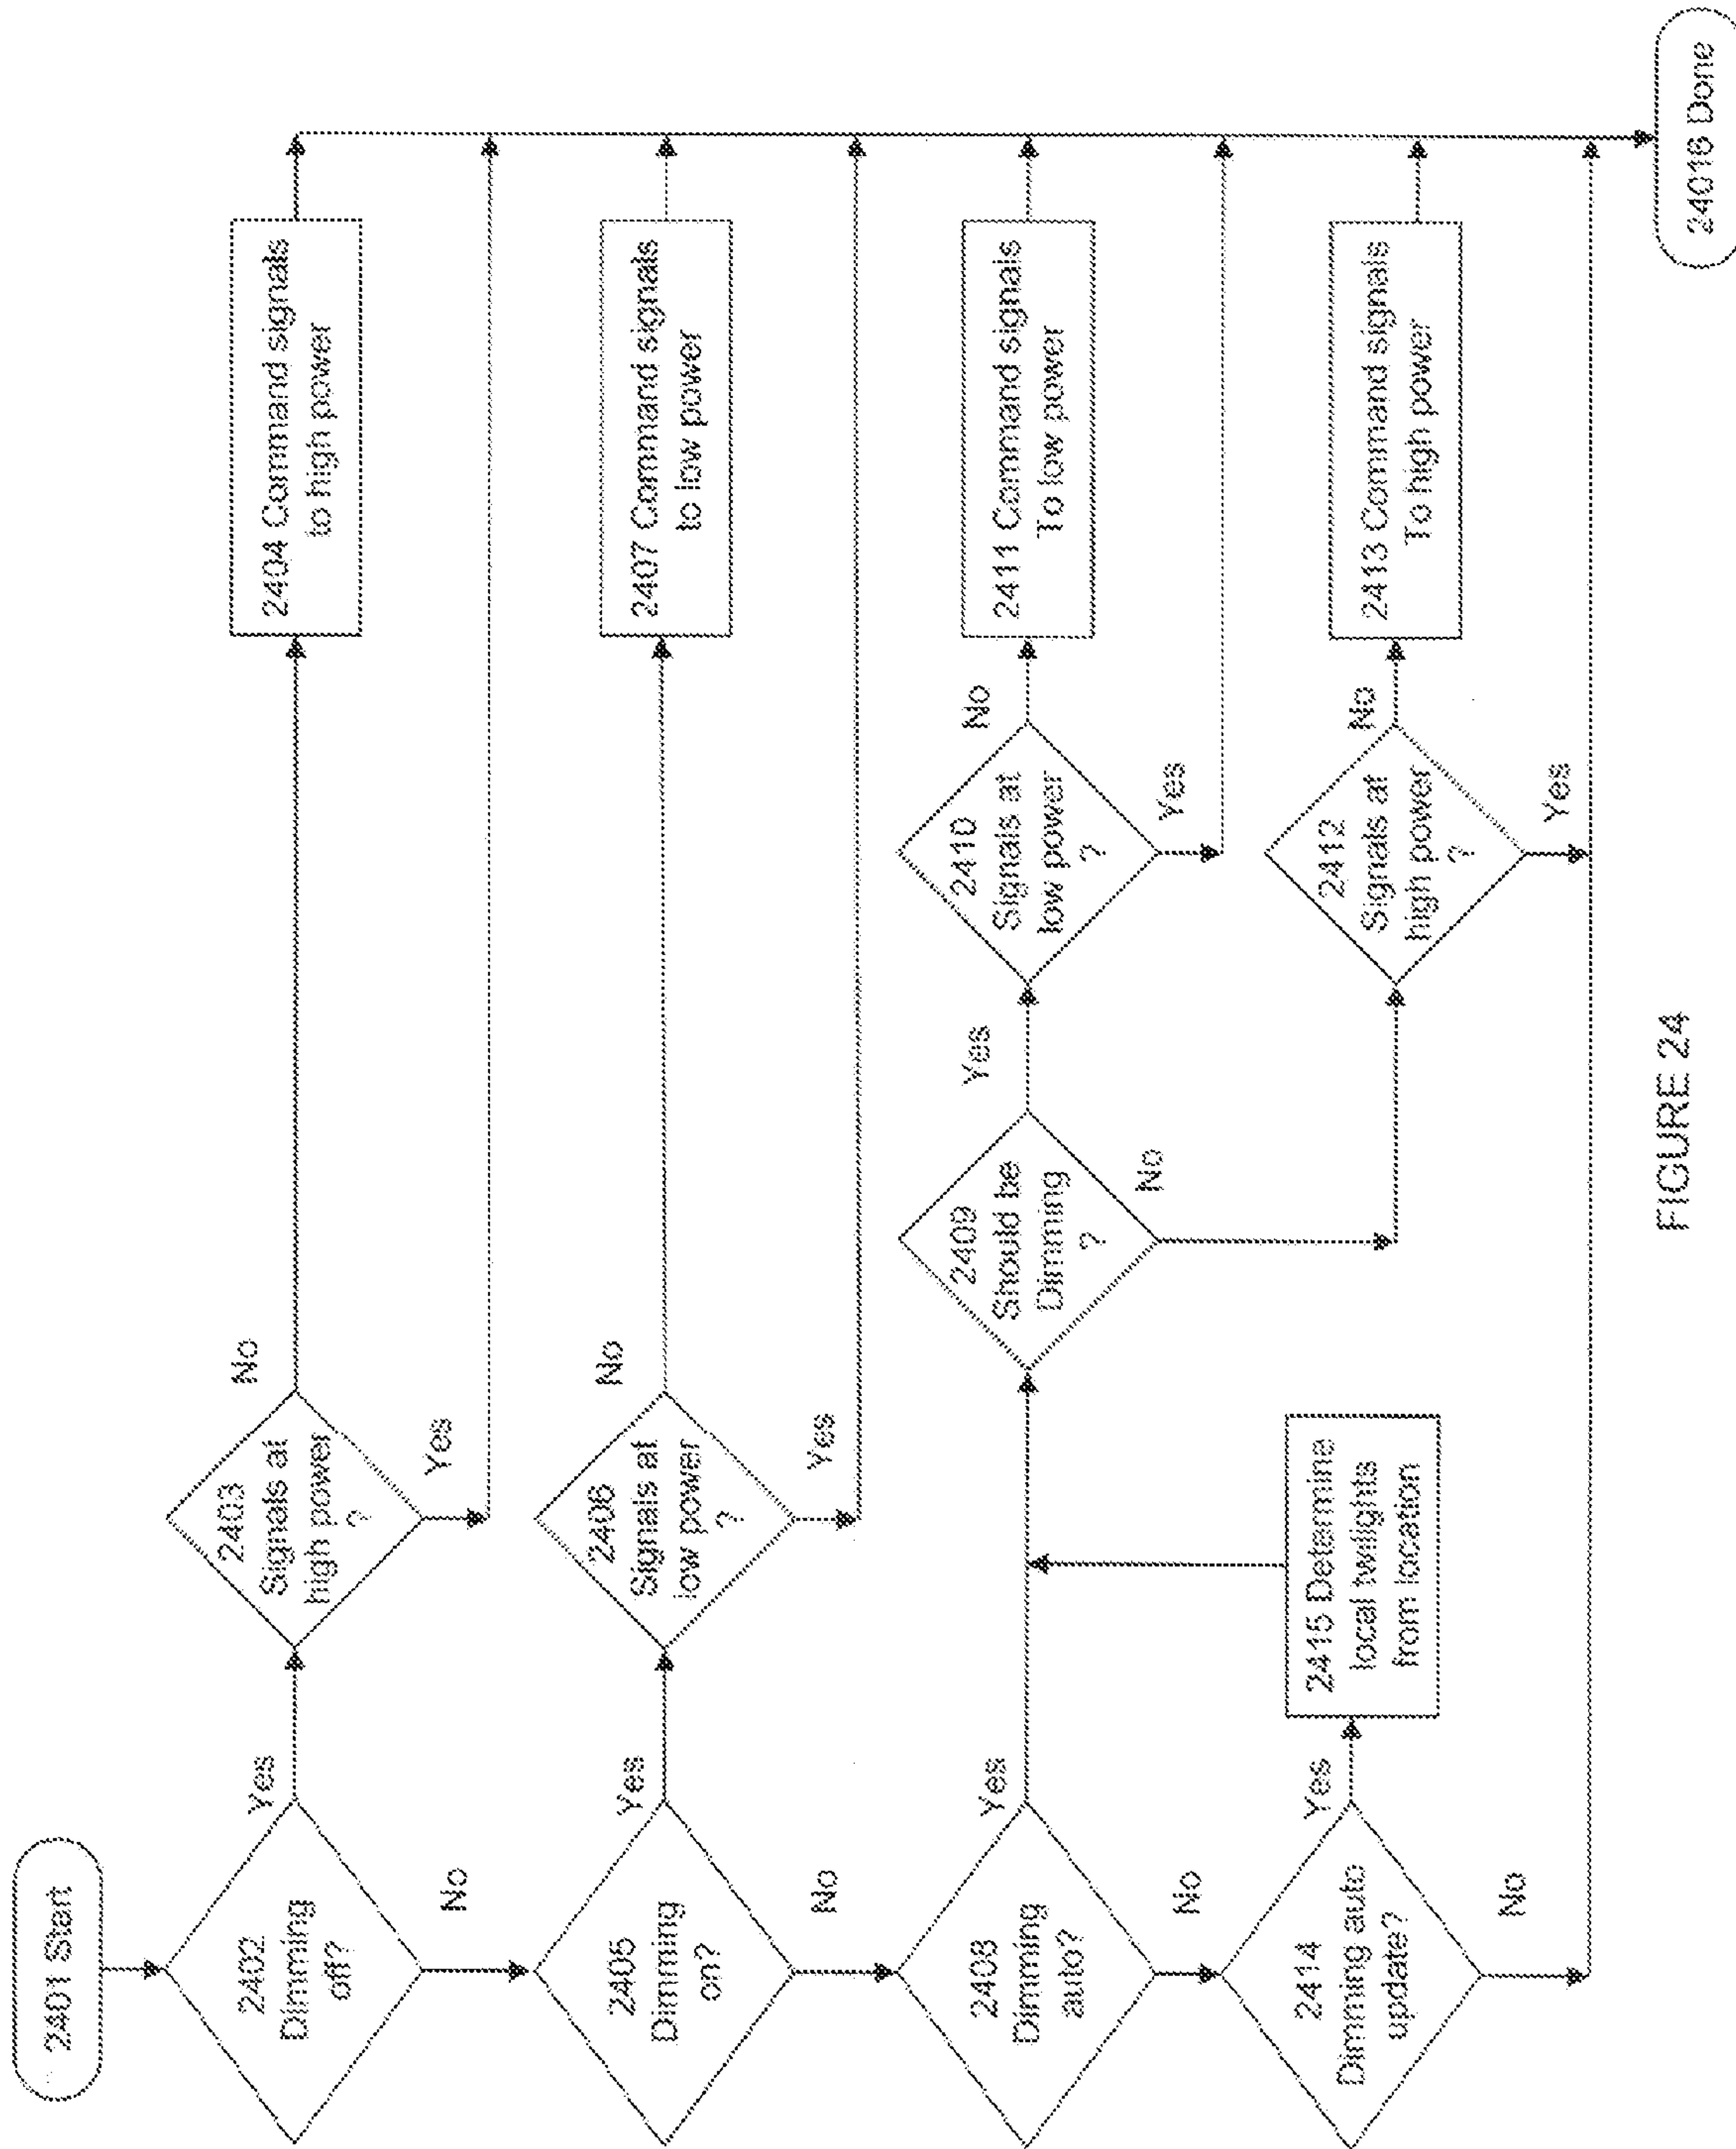 2401 Start
2402
Dimming
off?
Yes
No
2403
Signals at
high power
?
No
Yes
2404 Command signals
to high power
2405
Dimming
on?
Yes
No
2406
Signals at
low power
?
No
Yes
2407 Command signals
to low power
2408
Dimming
auto?
Yes
No
2409
Should be
Dimming
?
Yes
No
2410
Signals at
low power
?
No
Yes
2411 Command signals
To low power
2412
Signals at
high power
?
No
Yes
2413 Command signals
To high power
2414
Dimming auto
update?
Yes
No
2415 Determine
local twilights
from location
24016 Done
FIGURE 24